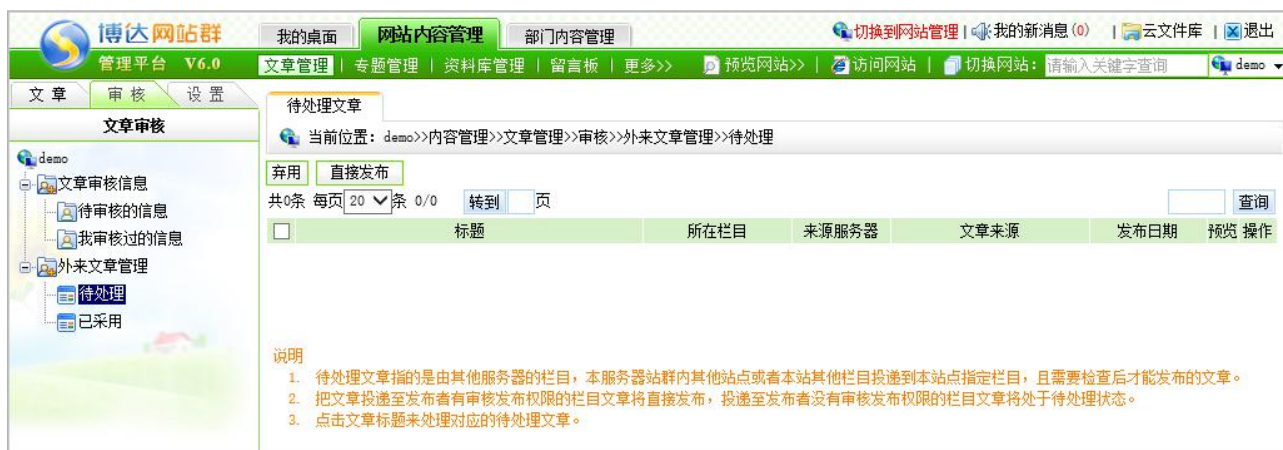 博达网站群
管理平台 V6.0
我的桌面 网站内容管理 部门内容管理 切换到网站管理 | 我的新消息(0) | 云文件库 | 退出
文章管理 | 专题管理 | 资料库管理 | 留言板 | 更多>> 预览网站>> | 访问网站 | 切换网站: 请输入关键字查询 demo
文章 审核 设置
文章审核
demo
文章审核信息
待审核的信息
我审核过的信息
外来文章管理
待处理
已采用
待处理文章
当前位置: demo>>内容管理>>文章管理>>审核>>外来文章管理>>待处理
弃用 直接发布
共0条 每页 20 条 0/0 转到 页 查询
标题 所在栏目 来源服务器 文章来源 发布日期 预览 操作
说明
1. 待处理文章指的是由其他服务器的栏目，本服务器站群内其他站点或者本站其他栏目投递到本站点指定栏目，且需要检查后才能发布的文章。
2. 把文章投递至发布者有审核发布权限的栏目文章将直接发布，投递至发布者没有审核发布权限的栏目文章将处于待处理状态。
3. 点击文章标题来处理对应的待处理文章。